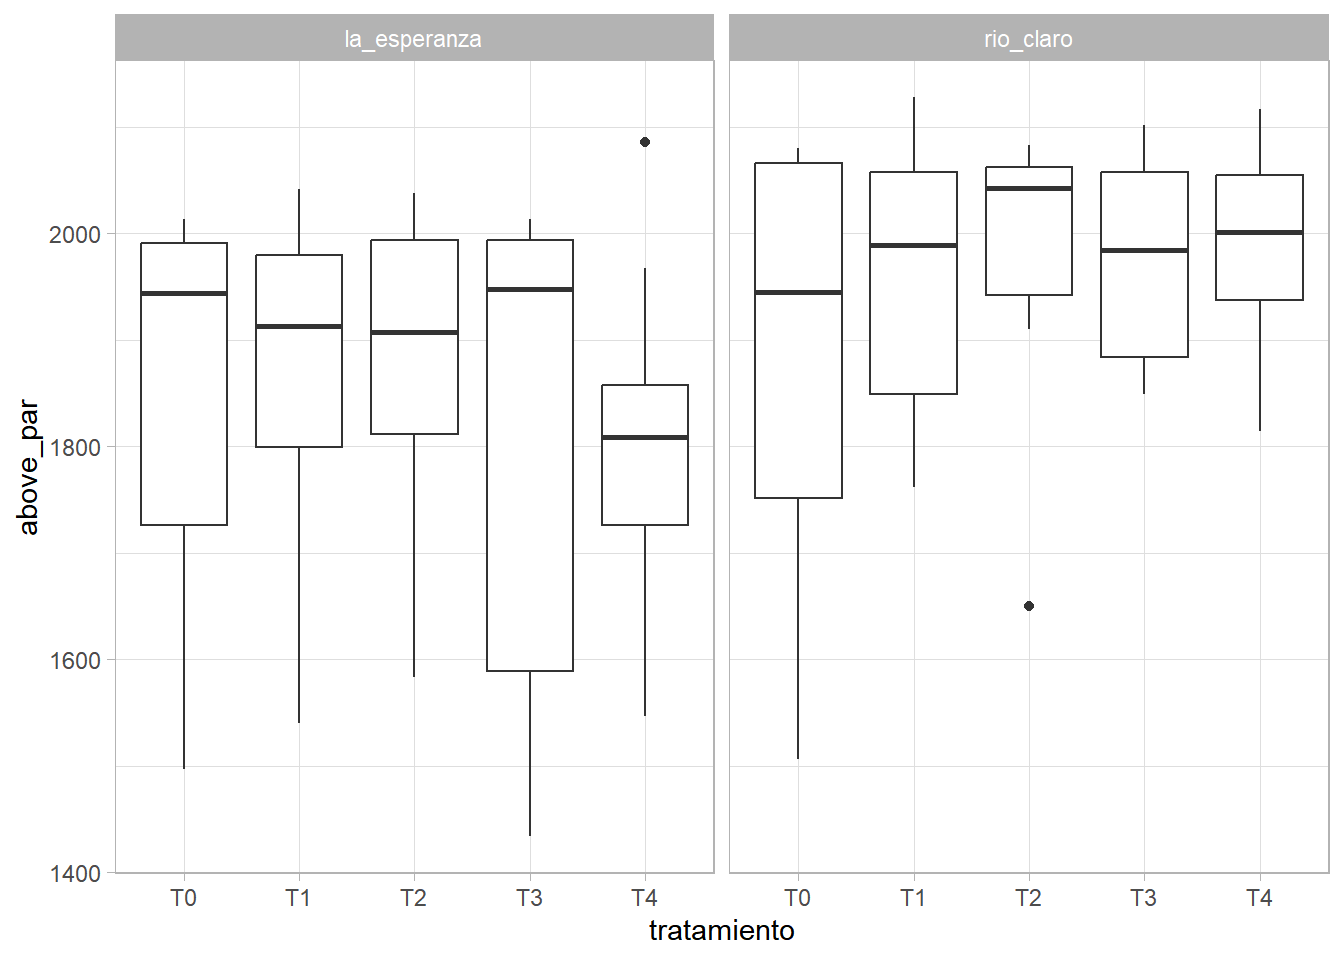 la_esperanza
rio_claro
above_par
2000
1800
1600
1400
T0 T1 T2 T3 T4
T0 T1 T2 T3 T4
tratamiento